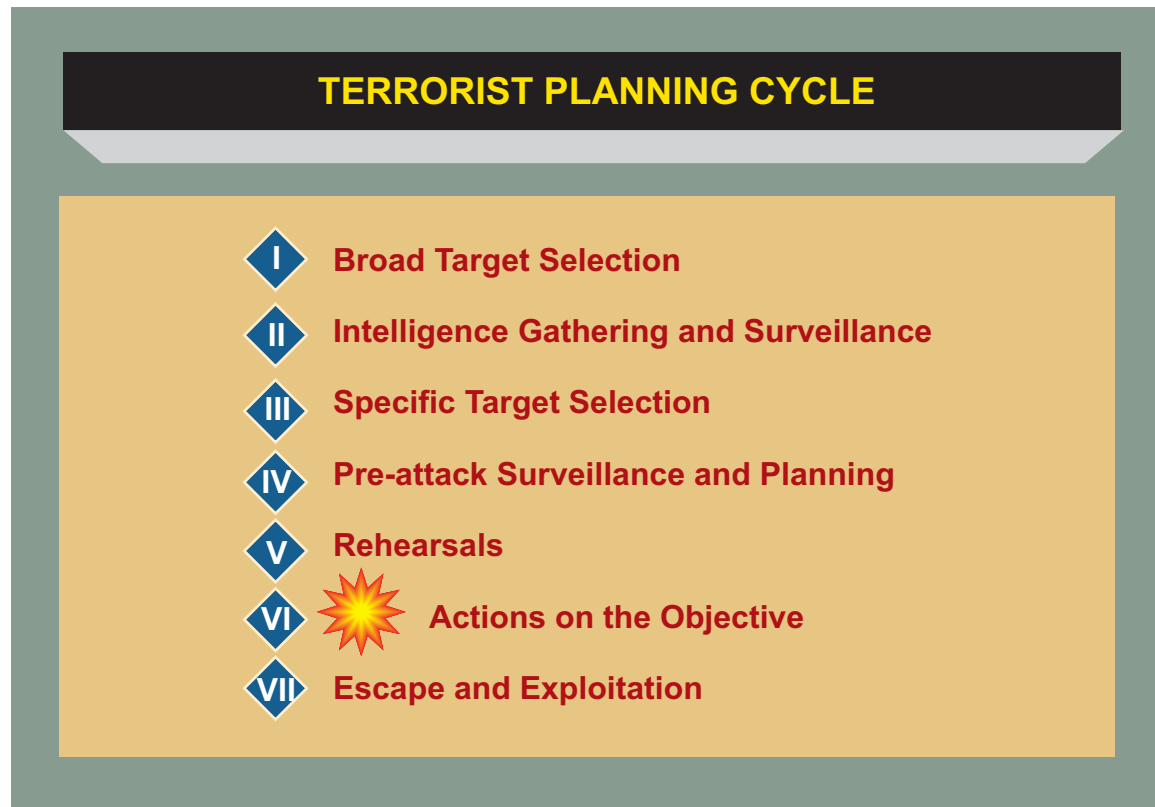 TERRORIST PLANNING CYCLE
I Broad Target Selection
II Intelligence Gathering and Surveillance
III Specific Target Selection
IV Pre-attack Surveillance and Planning
V Rehearsals
VI Actions on the Objective
VII Escape and Exploitation